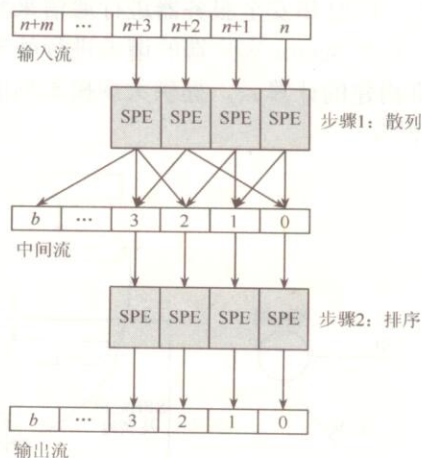 n+m ... n+3 n+2 n+1 n
输入流
SPE SPE SPE SPE 步骤1：散列
b ... 3 2 1 0
中间流
SPE SPE SPE SPE 步骤2：排序
b ... 3 2 1 0
输出流